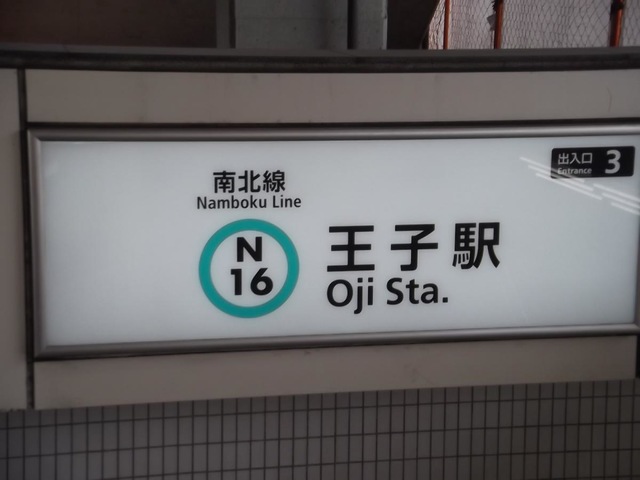 南北線
Namboku Line
N
16
王子駅
Oji Sta.
出入口 3
Entrance